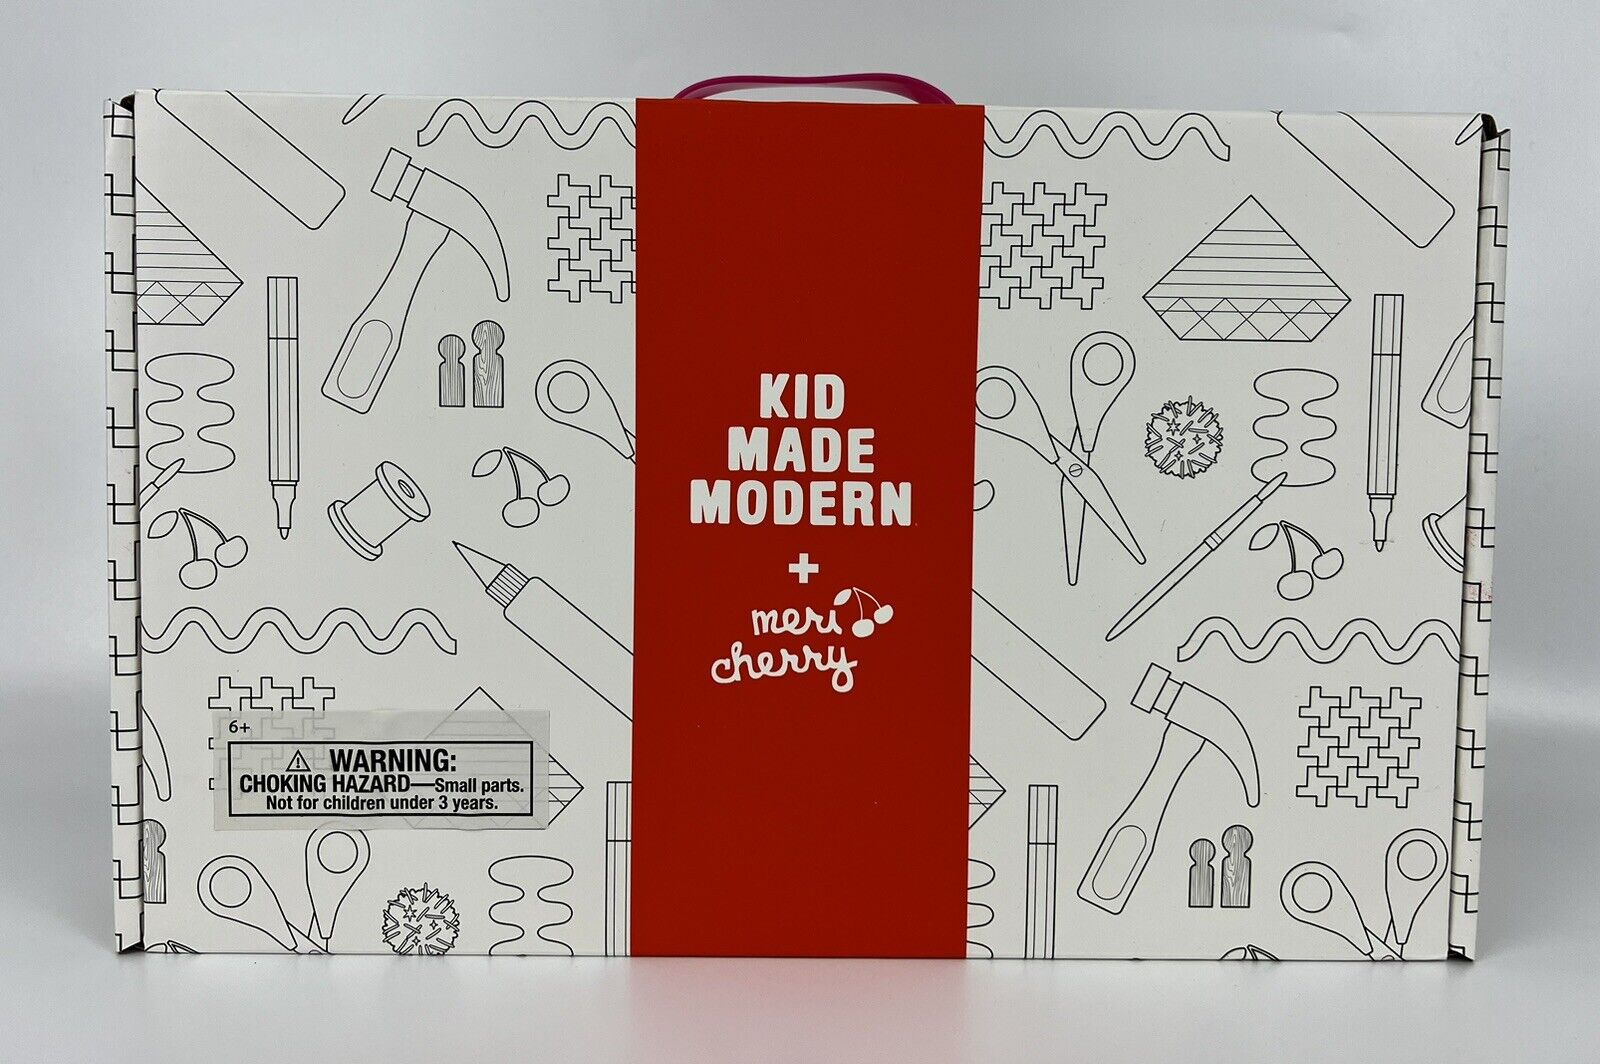 KID
MADE
MODERN
+
meri
cherry
6+
⚠ WARNING:
CHOKING HAZARD—Small parts.
Not for children under 3 years.